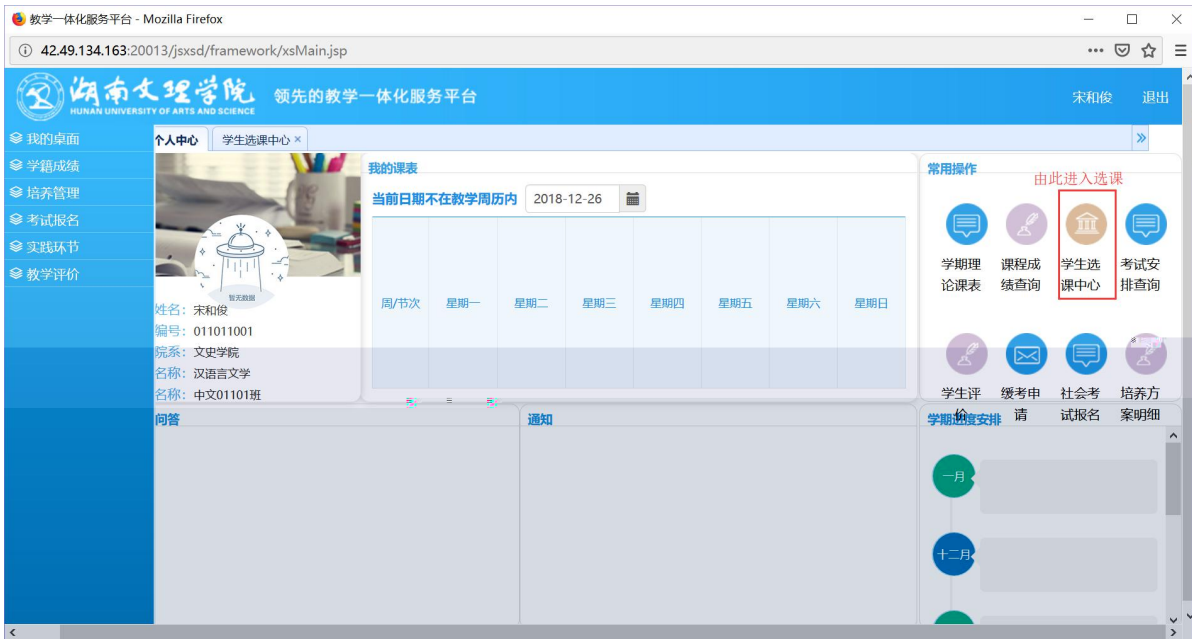 教学一体化服务平台 - Mozilla Firefox
42.49.134.163:20013/jsxsd/framework/xsMain.jsp
湖南文理学院
HUNAN UNIVERSITY OF ARTS AND SCIENCE
领先的教学一体化服务平台
宋和俊 退出
我的桌面
学籍成绩
培养管理
考试报名
实践环节
教学评价
个人中心 学生选课中心
暂无数据
姓名：宋和俊
编号：011011001
院系：文史学院
名称：汉语言文学
名称：中文01101班
我的课表
当前日期不在教学周历内 2018-12-26
周/节次 星期一 星期二 星期三 星期四 星期五 星期六 星期日
常用操作
由此进入选课
学期理论课表
课程成绩查询
学生选课中心
考试安排查询
学生评价
缓考申请
社会考试报名
培养方案明细
问答
通知
学期进度安排
一月
十二月